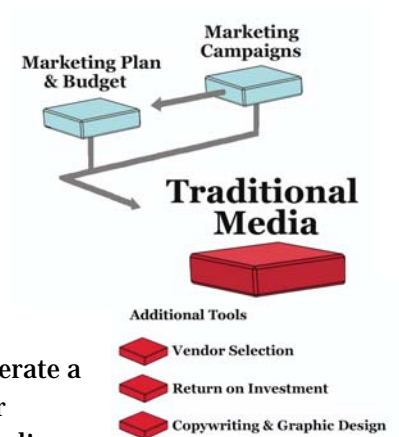 Marketing
Campaigns
Marketing Plan
& Budget
Traditional
Media
Additional Tools
Vendor Selection
Return on Investment
Copywriting & Graphic Design
a